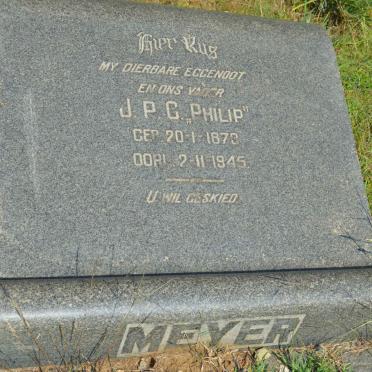 Hier Rus
MY DIERBARE EGGENOOT
EN ONS VADER
J. P. G. „PHILIP"
GEB. 20-1-1873
OORL. 2-11-1945.
U WIL GESKIED.
MEYER